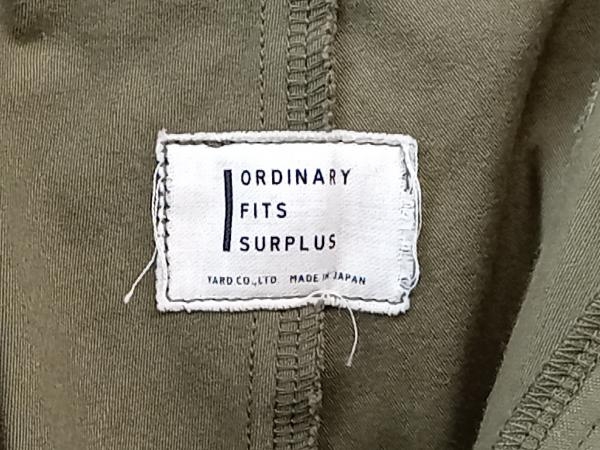 ORDINARY
FITS
SURPLUS
YARD CO.,LTD. MADE IN JAPAN